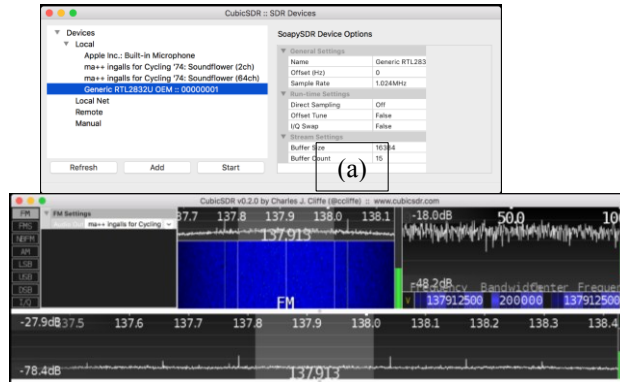 CubicSDR :: SDR Devices
Devices
Local
Apple Inc.: Built-in Microphone
ma++ ingalls for Cycling '74: Soundflower (2ch)
ma++ ingalls for Cycling '74: Soundflower (64ch)
Generic RTL2832U OEM :: 00000001
Local Net
Remote
Manual
Refresh Add Start
SoapySDR Device Options
General Settings
Name Generic RTL283
Offset (Hz) 0
Sample Rate 1.024MHz
Run-time Settings
Direct Sampling Off
Offset Tune False
I/Q Swap False
Stream Settings
Buffer Size 16384
Buffer Count 15
(a)
CubicSDR v0.2.0 by Charles J. Cliffe (@ccliffe) :: www.cubicsdr.com
FM
FMS
NBFM
AM
LSB
USB
DSB
I/Q
FM Settings
ma++ ingalls for Cycling
37.7 137.8 137.9 138.0 138.1
137.913
FM
-18.0dB 50.0 10
-48.2dB
Frequency Bandwidth Center Frequen
V 137912500 200000 137912500
-27.9dB 37.5 137.6 137.7 137.8 137.9 138.0 138.1 138.2 138.3 138.4
-78.4dB
137.913